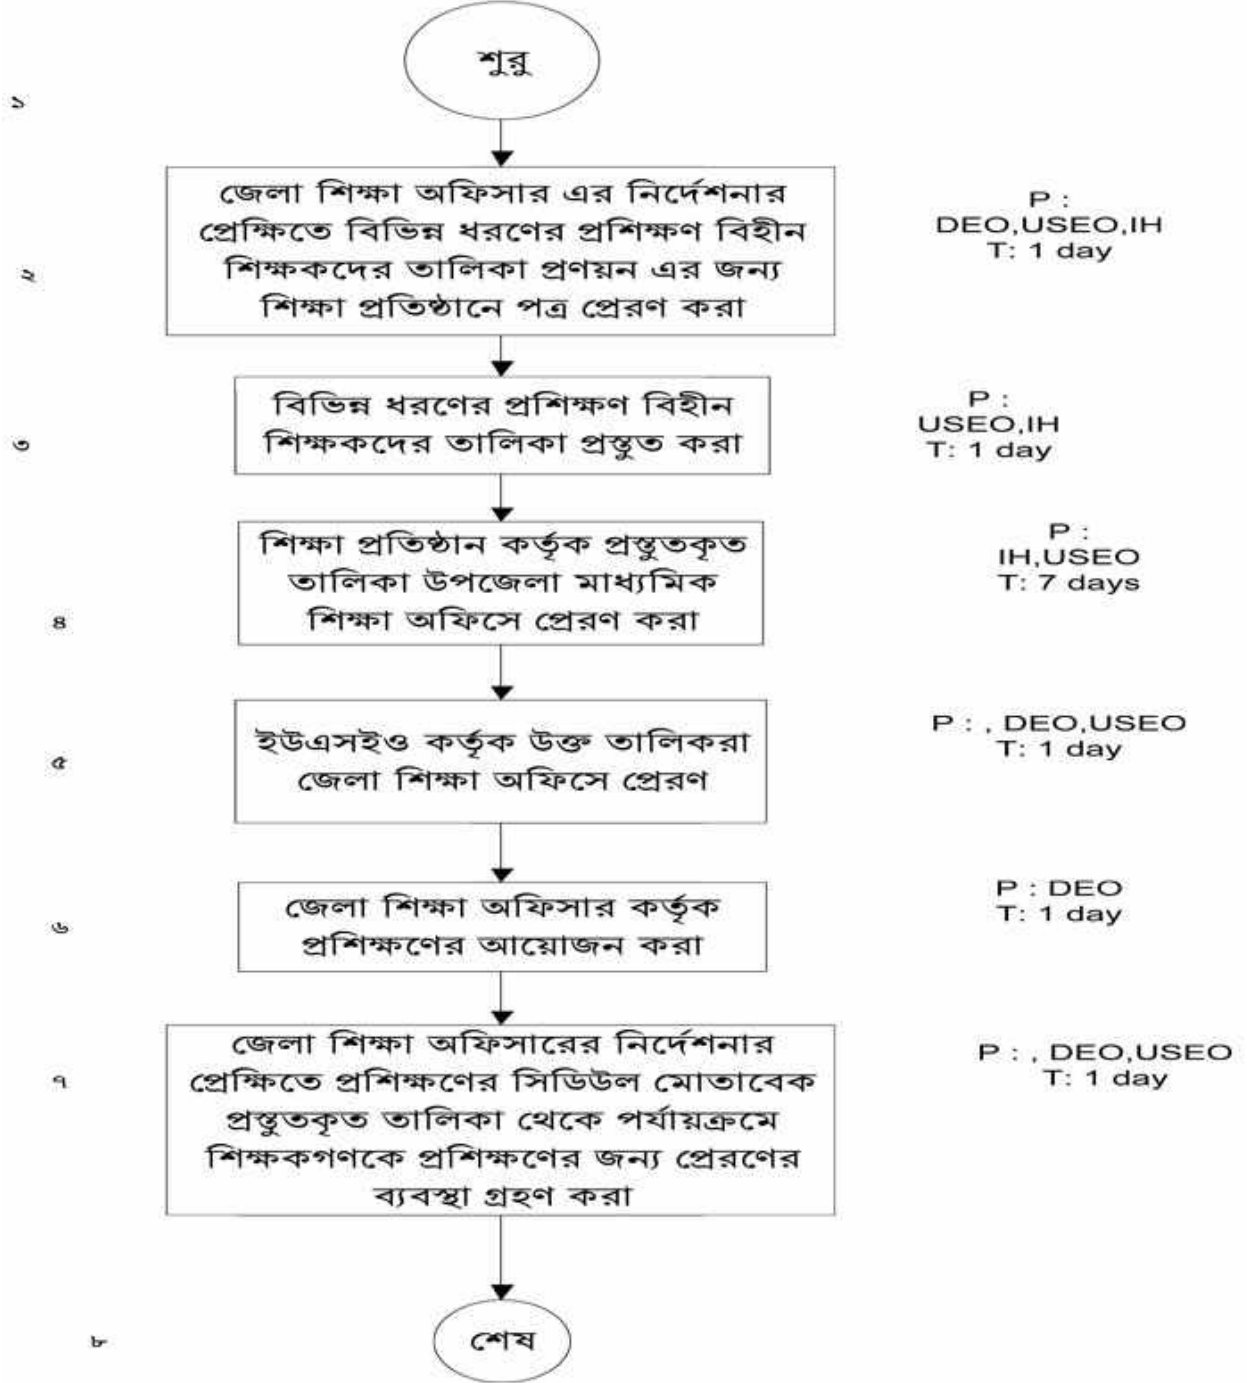 শুরু
১
জেলা শিক্ষা অফিসার এর নির্দেশনার
প্রেক্ষিতে বিভিন্ন ধরণের প্রশিক্ষণ বিহীন
শিক্ষকদের তালিকা প্রণয়ন এর জন্য
শিক্ষা প্রতিষ্ঠানে পত্র প্রেরণ করা
২
P :
DEO,USEO,IH
T: 1 day
বিভিন্ন ধরণের প্রশিক্ষণ বিহীন
শিক্ষকদের তালিকা প্রস্তুত করা
৩
P :
USEO,IH
T: 1 day
শিক্ষা প্রতিষ্ঠান কর্তৃক প্রস্তুতকৃত
তালিকা উপজেলা মাধ্যমিক
শিক্ষা অফিসে প্রেরণ করা
৪
P :
IH,USEO
T: 7 days
ইউএসইও কর্তৃক উক্ত তালিকরা
জেলা শিক্ষা অফিসে প্রেরণ
৫
P : , DEO,USEO
T: 1 day
জেলা শিক্ষা অফিসার কর্তৃক
প্রশিক্ষণের আয়োজন করা
৬
P : DEO
T: 1 day
জেলা শিক্ষা অফিসারের নির্দেশনার
প্রেক্ষিতে প্রশিক্ষণের সিডিউল মোতাবেক
প্রস্তুতকৃত তালিকা থেকে পর্যায়ক্রমে
শিক্ষকগণকে প্রশিক্ষণের জন্য প্রেরণের
ব্যবস্থা গ্রহণ করা
৭
P : , DEO,USEO
T: 1 day
শেষ
৮